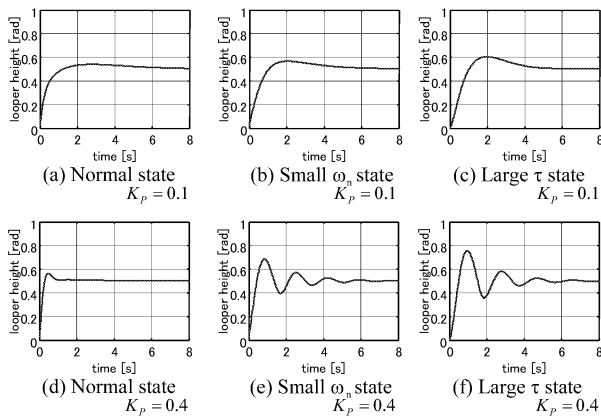 looper height [rad]
1
0.8
0.6
0.4
0.2
0
0 2 4 6 8
time [s]
(a) Normal state
K_P = 0.1
looper height [rad]
1
0.8
0.6
0.4
0.2
0
0 2 4 6 8
time [s]
(b) Small ω_n state
K_P = 0.1
looper height [rad]
1
0.8
0.6
0.4
0.2
0
0 2 4 6 8
time [s]
(c) Large τ state
K_P = 0.1
looper height [rad]
1
0.8
0.6
0.4
0.2
0
0 2 4 6 8
time [s]
(d) Normal state
K_P = 0.4
looper height [rad]
1
0.8
0.6
0.4
0.2
0
0 2 4 6 8
time [s]
(e) Small ω_n state
K_P = 0.4
looper height [rad]
1
0.8
0.6
0.4
0.2
0
0 2 4 6 8
time [s]
(f) Large τ state
K_P = 0.4